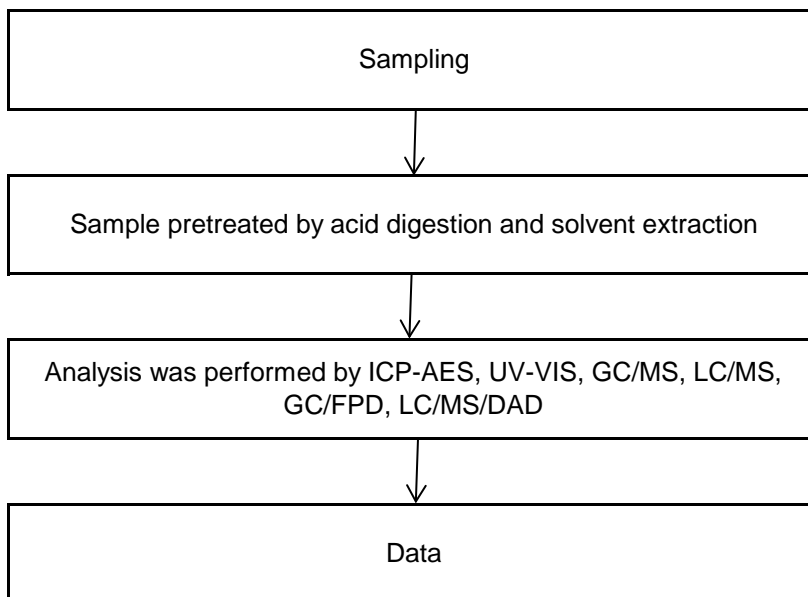 Sampling
Sample pretreated by acid digestion and solvent extraction
Analysis was performed by ICP-AES, UV-VIS, GC/MS, LC/MS,
GC/FPD, LC/MS/DAD
Data